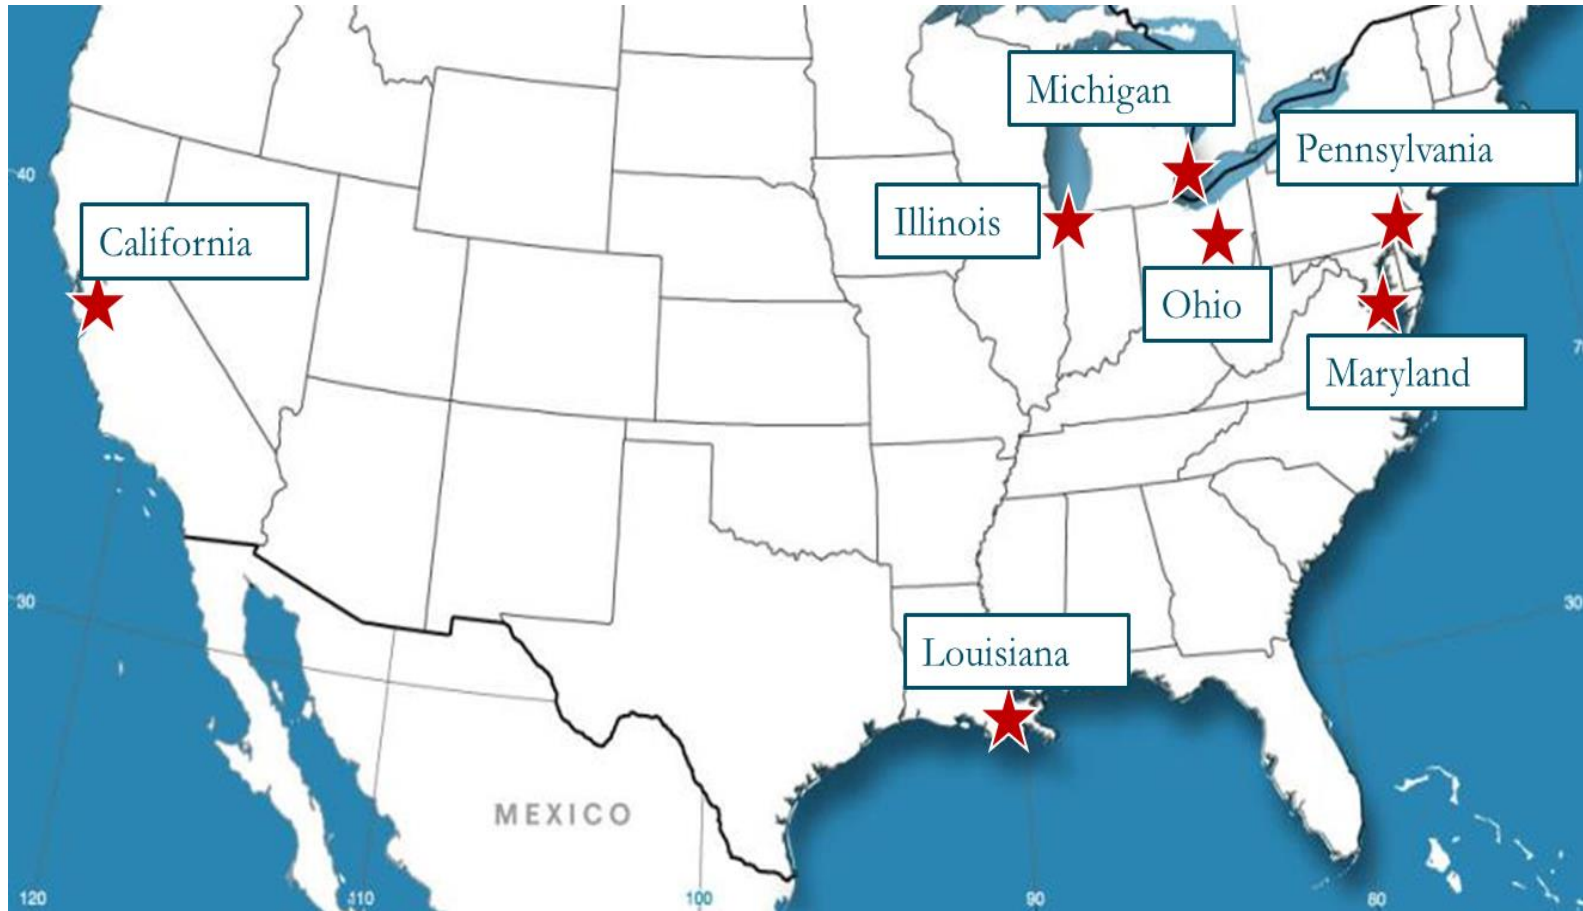 Michigan
Pennsylvania
40
Illinois
California
Ohio
Maryland
30
30
Louisiana
MEXICO
120
110
100
90
80